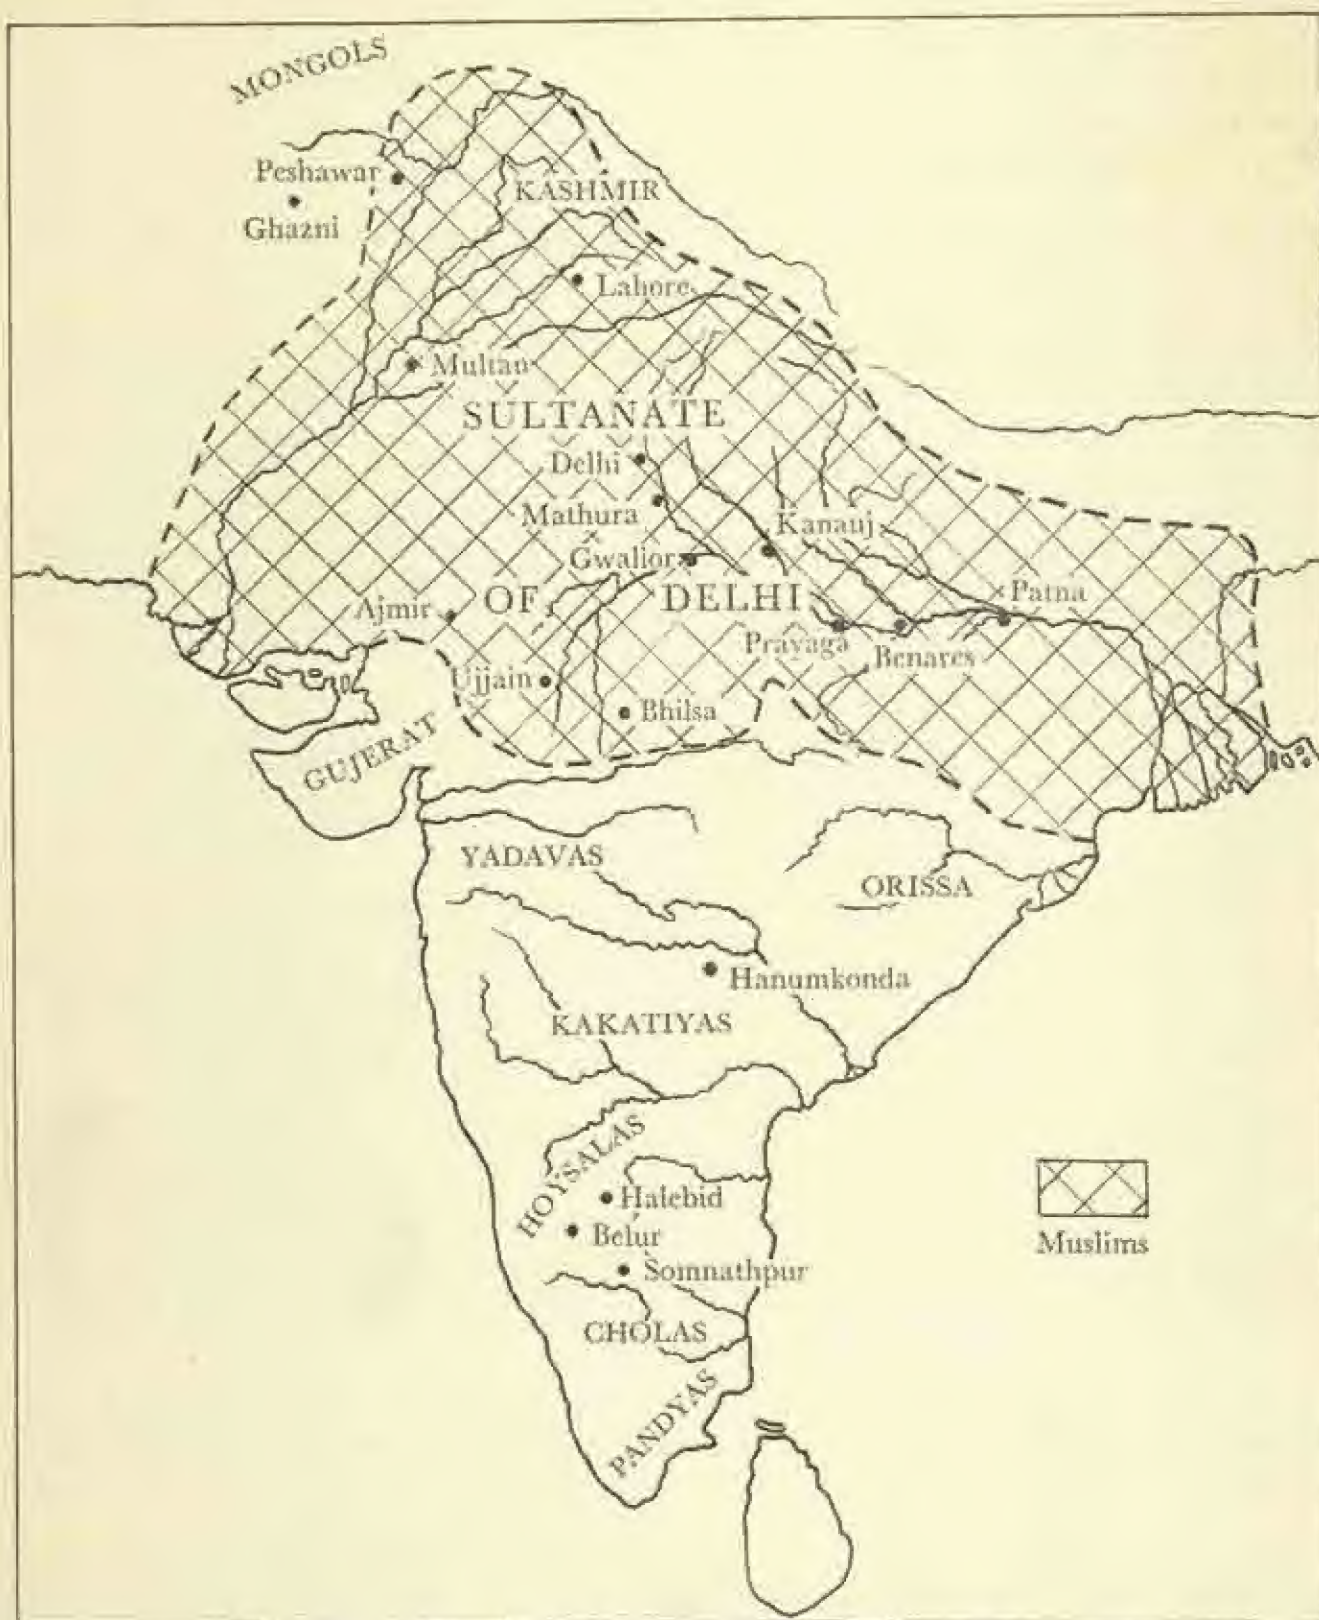 MONGOLS
Peshawar
KASHMIR
Ghazni
Lahore
Multan
SULTANATE
Delhi
Mathura
Kanauj
Gwalior
Ajmir
OF
DELHI
Patna
Prayaga
Benares
Ujjain
Bhilsa
GUJERAT
YADAVAS
ORISSA
Hanumkonda
KAKATIYAS
HOYSALAS
Halebid
Belur
Muslims
Somnathpur
CHOLAS
PANDYAS